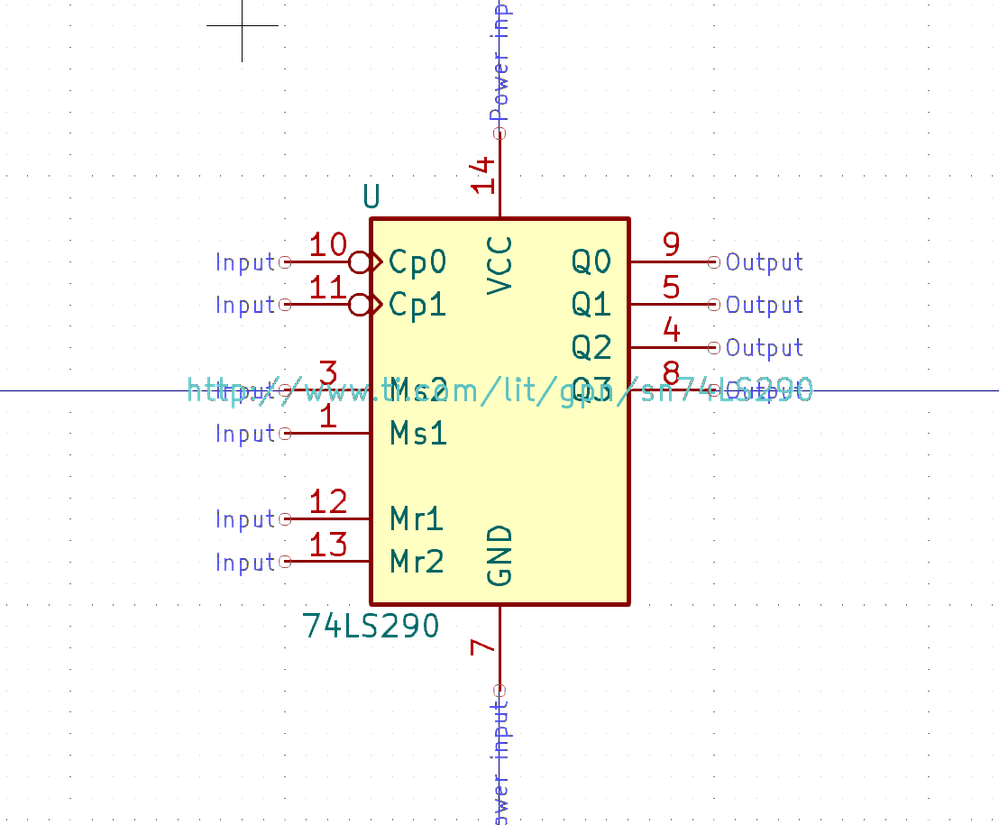 Power inp
14
U
10
Input
Cp0
VCC
Q0
9
Output
11
Input
Cp1
Q1
5
Output
Q2
4
Output
3
Input
Ms2
http://www.ti.com/lit/gpn/sn74LS290
Q3
8
Output
1
Input
Ms1
12
Input
Mr1
GND
13
Input
Mr2
74LS290
7
ower input